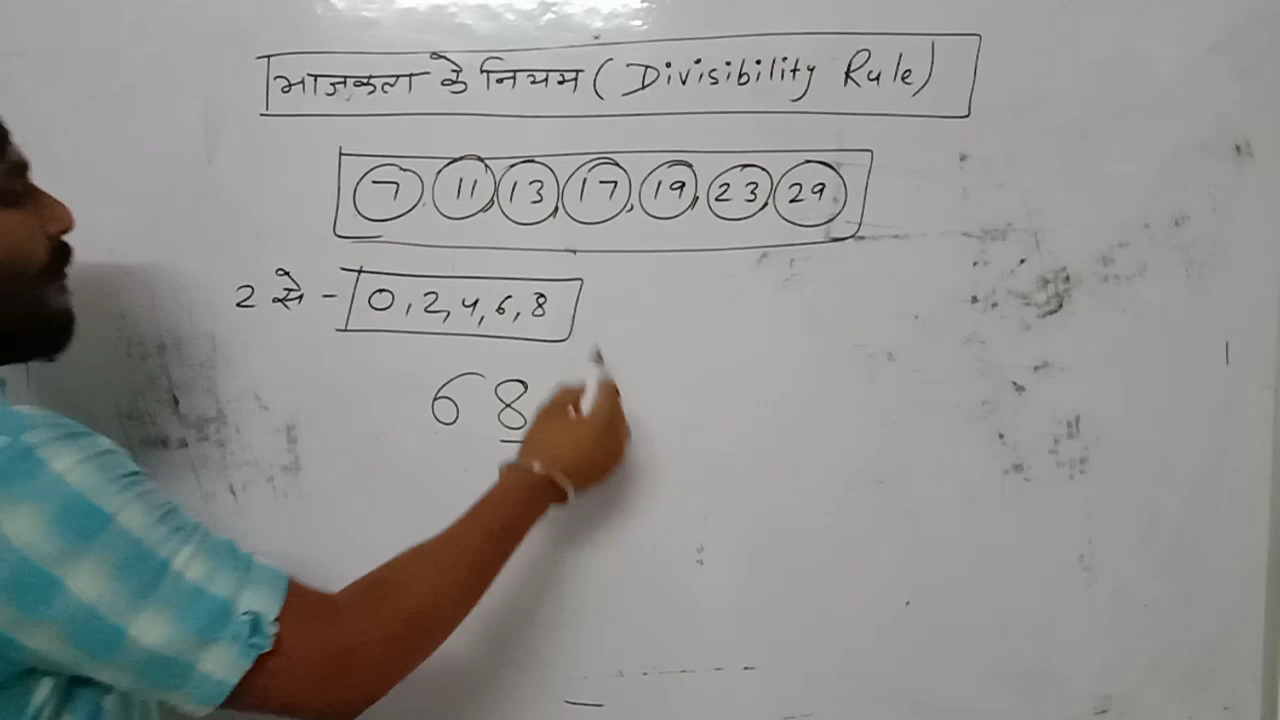 भाजकता के नियम ( Divisibility Rule)
7, 11, 13, 17, 19, 23, 29
2 से - 0, 2, 4, 6, 8
68